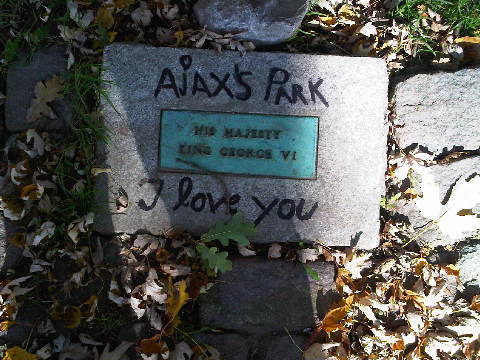 AJAX'S PARK
HIS MAJESTY
KING GEORGE VI
I love you